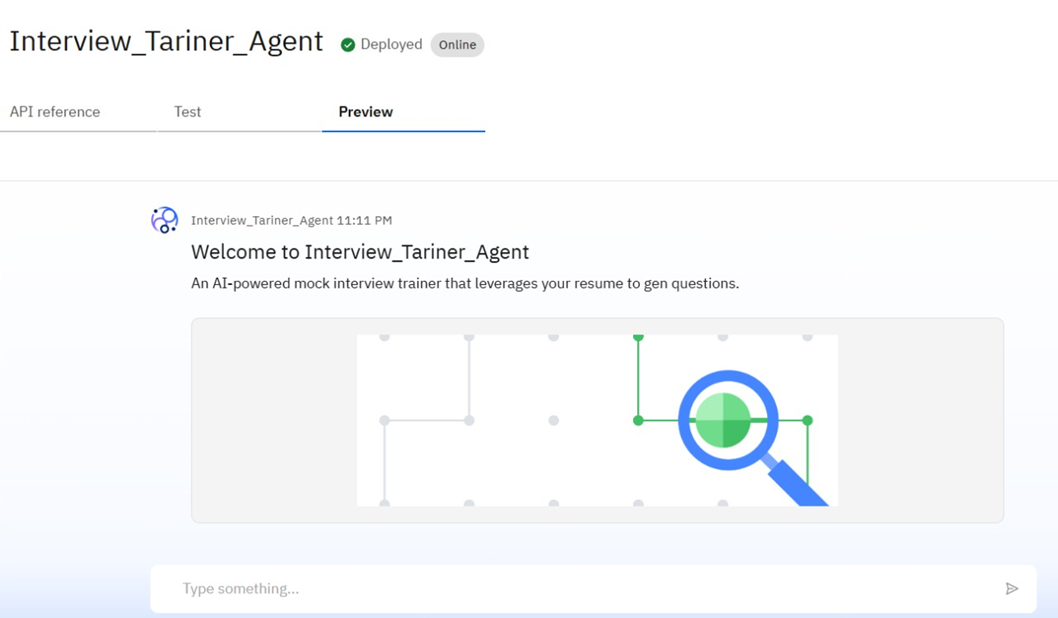 Interview_Tariner_Agent Deployed Online
API reference Test Preview
Interview_Tariner_Agent 11:11 PM
Welcome to Interview_Tariner_Agent
An AI-powered mock interview trainer that leverages your resume to gen questions.
Type something...